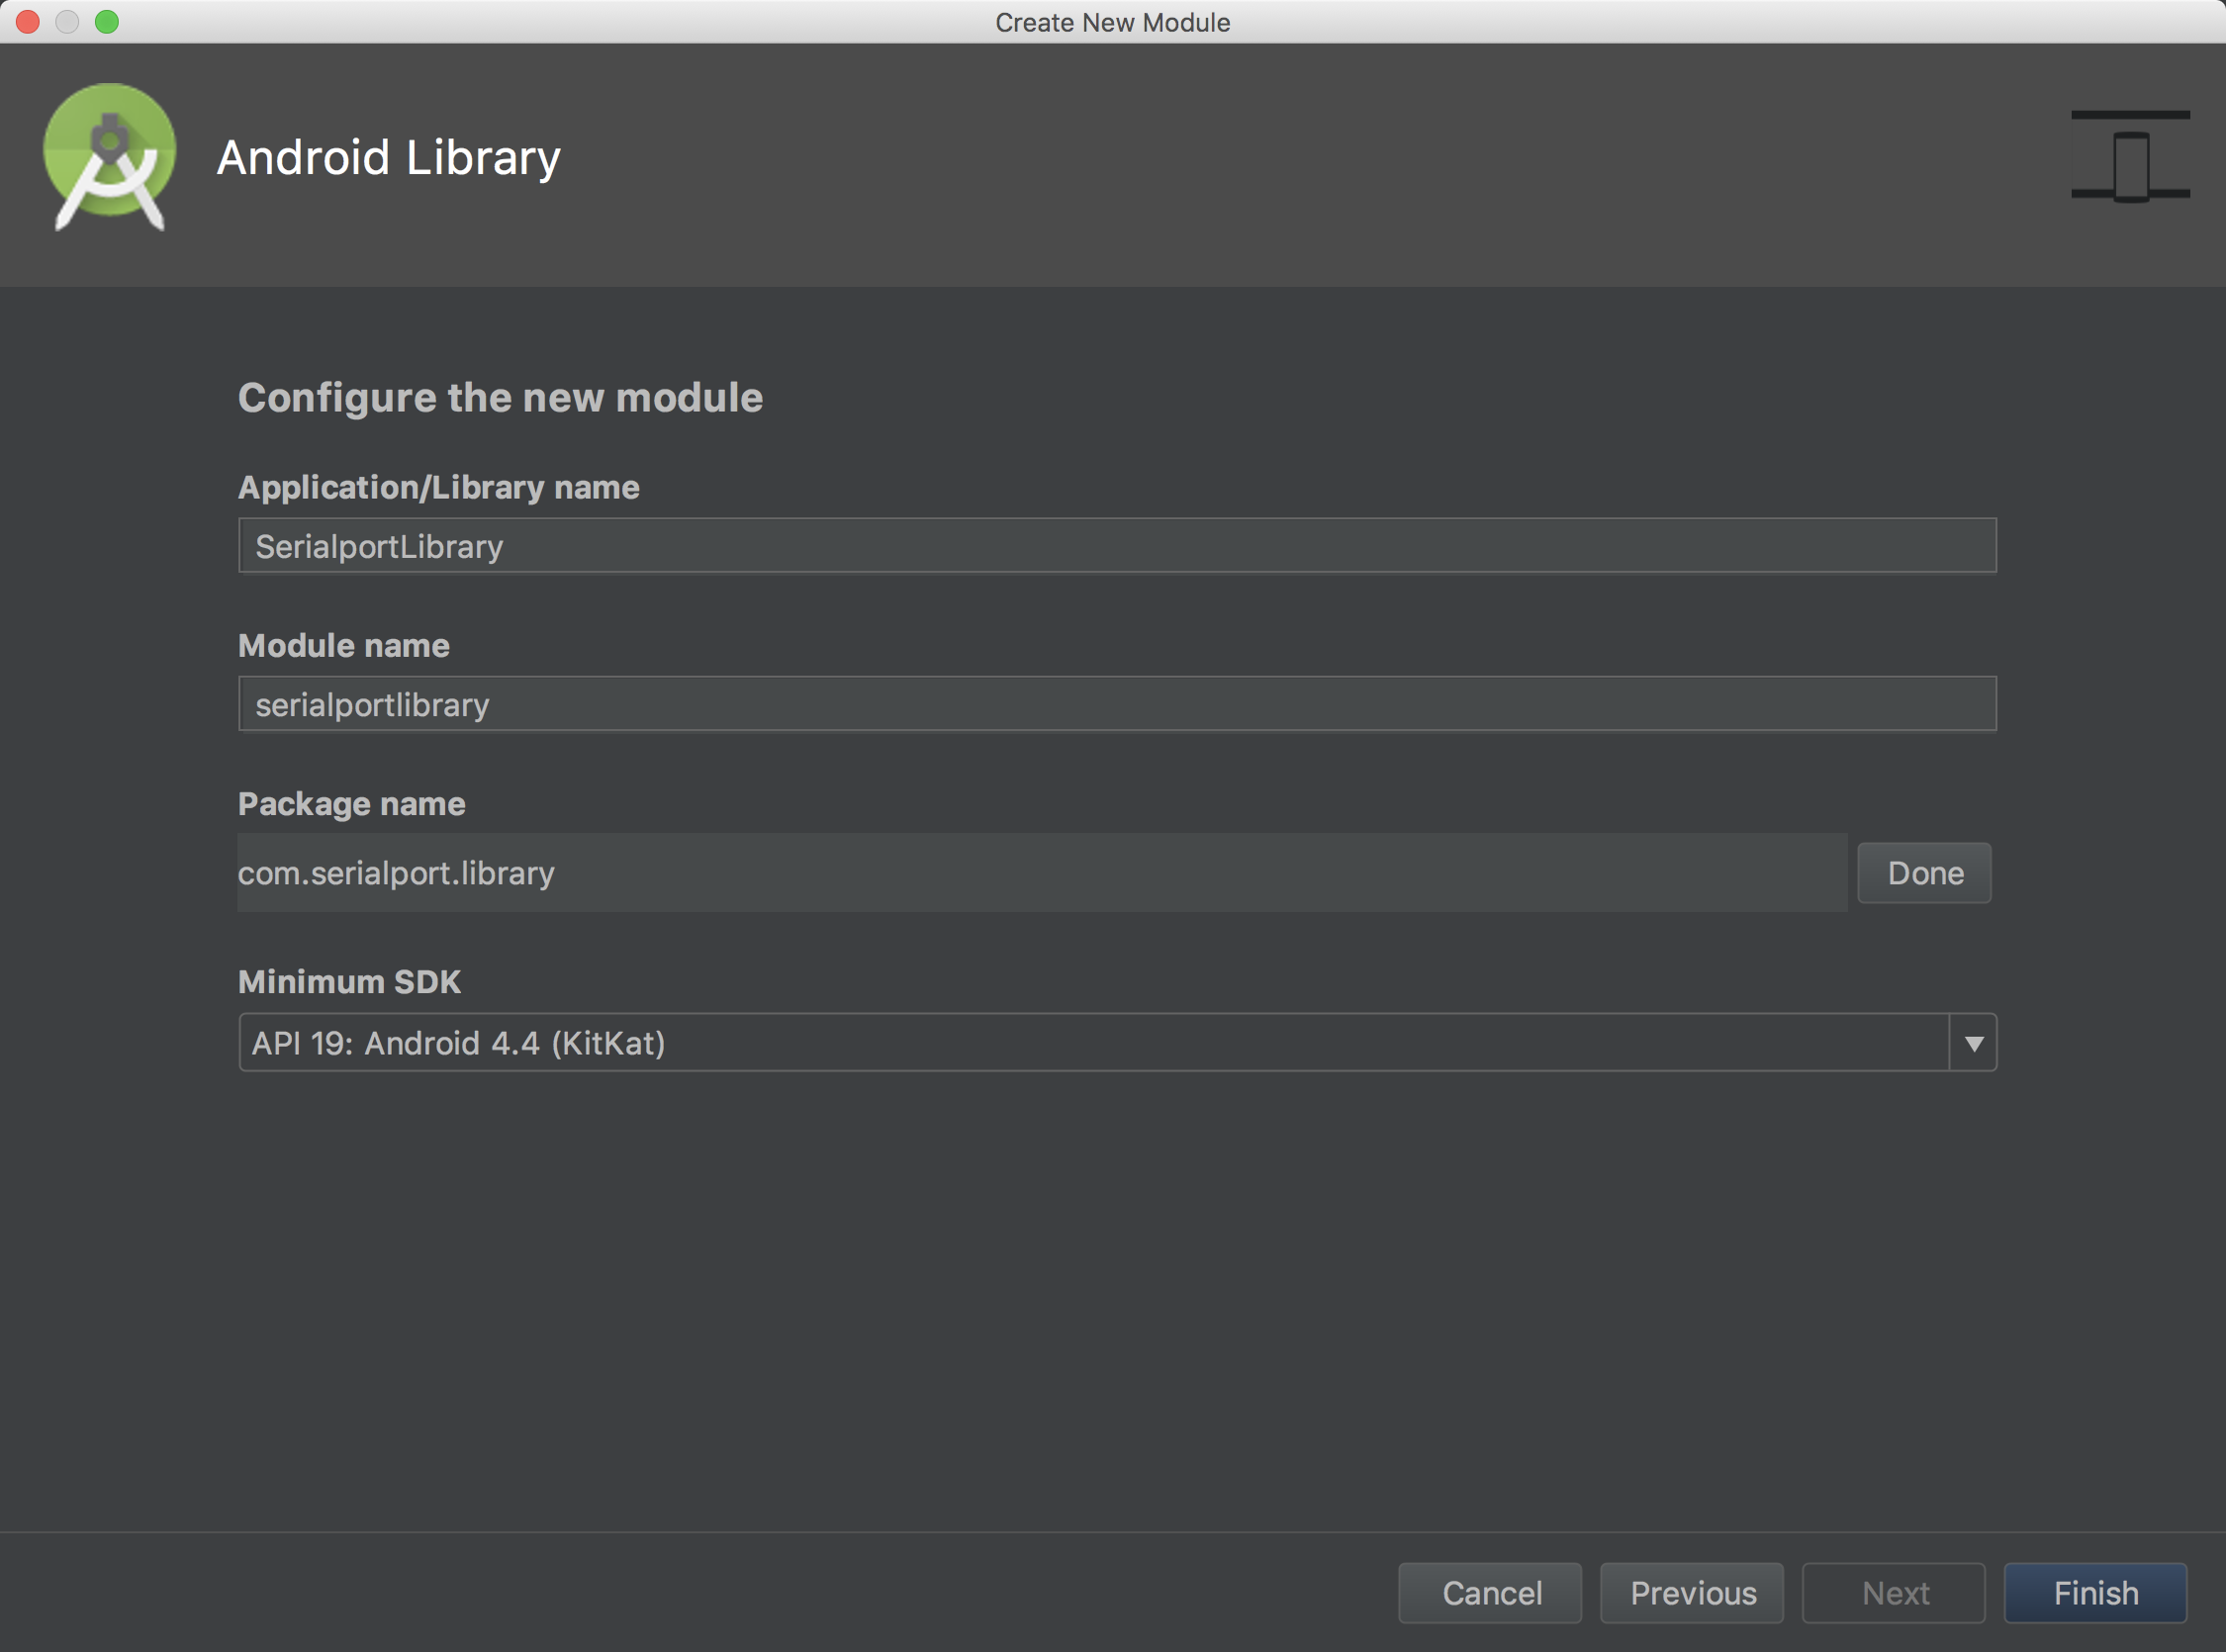 Create New Module
Android Library
Configure the new module
Application/Library name
SerialportLibrary
Module name
serialportlibrary
Package name
com.serialport.library
Done
Minimum SDK
API 19: Android 4.4 (KitKat)
Cancel
Previous
Next
Finish